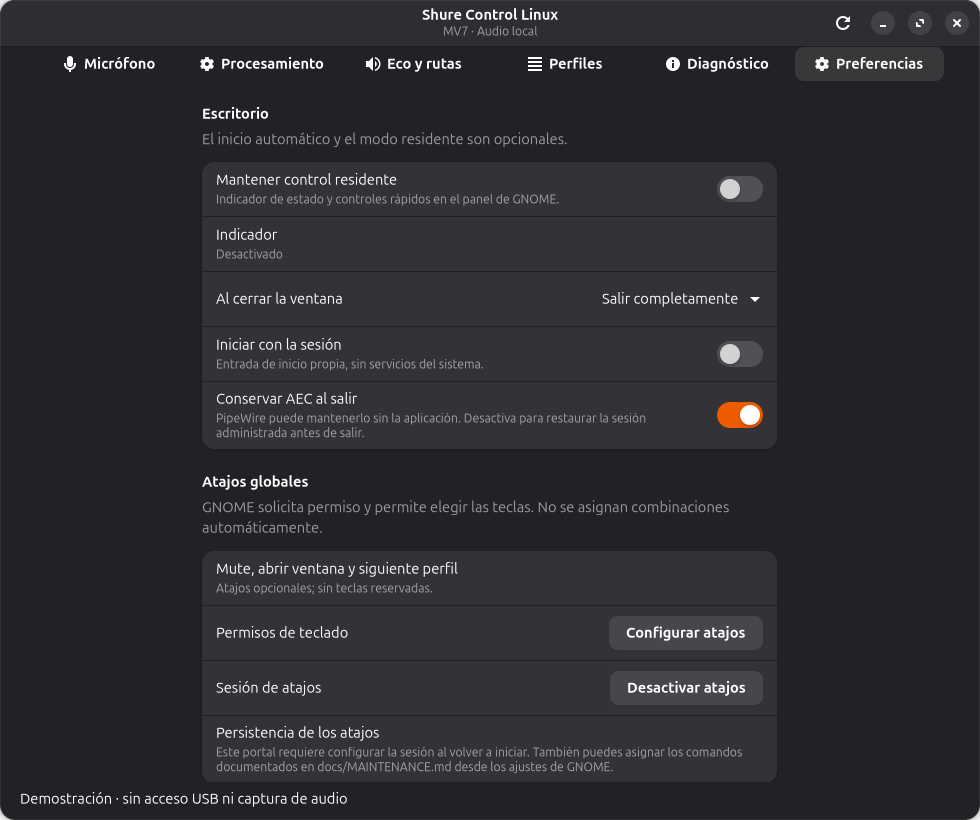 Shure Control Linux
MV7 · Audio local
Micrófono
Procesamiento
Eco y rutas
Perfiles
Diagnóstico
Preferencias
Escritorio
El inicio automático y el modo residente son opcionales.
Mantener control residente
Indicador de estado y controles rápidos en el panel de GNOME.
Indicador
Desactivado
Al cerrar la ventana
Salir completamente
Iniciar con la sesión
Entrada de inicio propia, sin servicios del sistema.
Conservar AEC al salir
PipeWire puede mantenerlo sin la aplicación. Desactiva para restaurar la sesión
administrada antes de salir.
Atajos globales
GNOME solicita permiso y permite elegir las teclas. No se asignan combinaciones
automáticamente.
Mute, abrir ventana y siguiente perfil
Atajos opcionales; sin teclas reservadas.
Permisos de teclado
Configurar atajos
Sesión de atajos
Desactivar atajos
Persistencia de los atajos
Este portal requiere configurar la sesión al volver a iniciar. También puedes asignar los comandos
documentados en docs/MAINTENANCE.md desde los ajustes de GNOME.
Demostración · sin acceso USB ni captura de audio